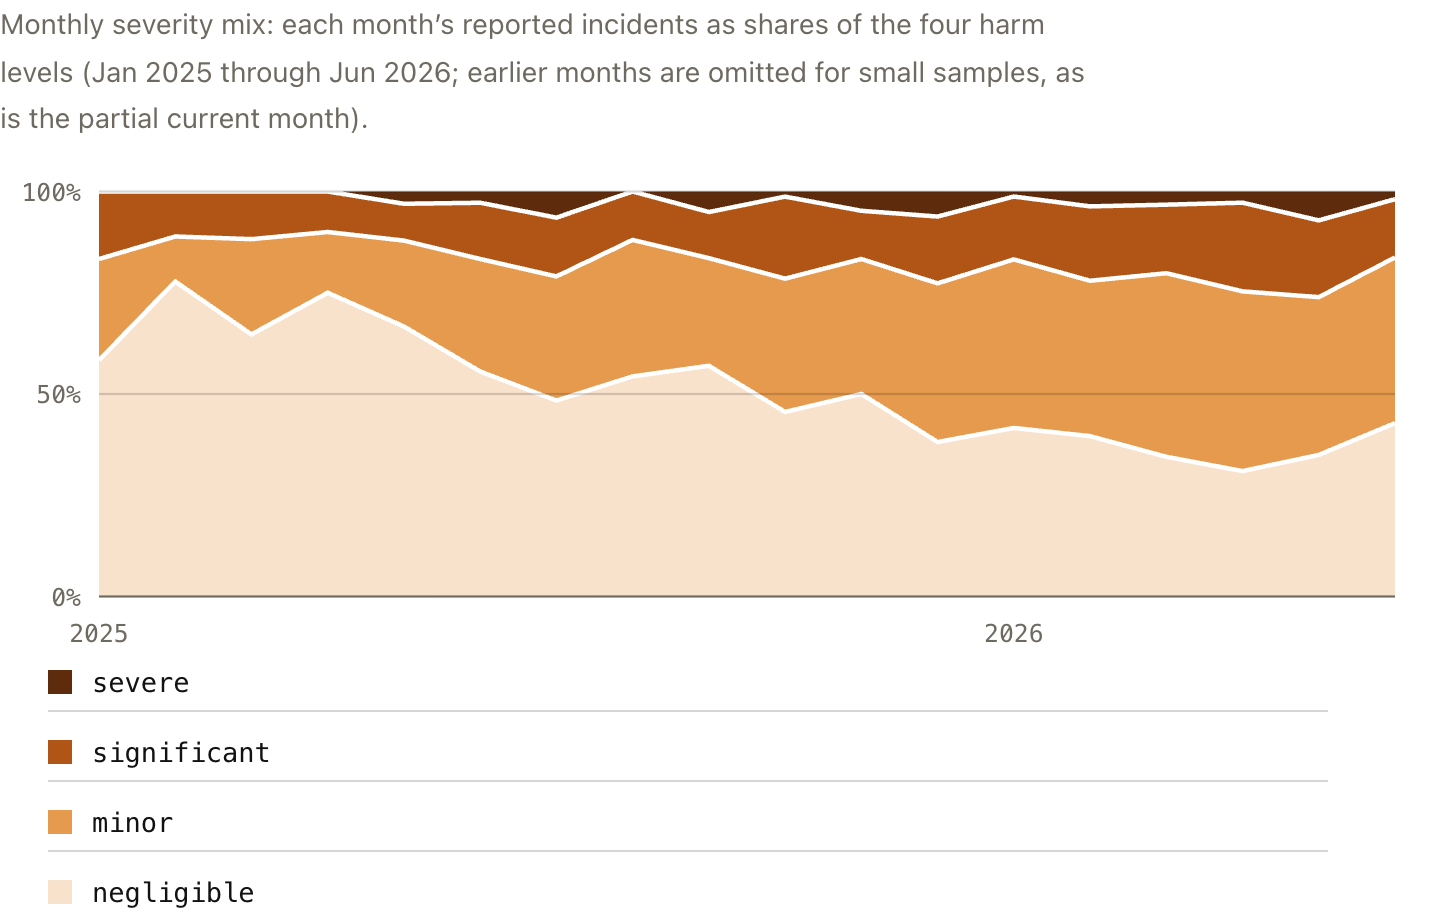 Monthly severity mix: each month’s reported incidents as shares of the four harm
levels (Jan 2025 through Jun 2026; earlier months are omitted for small samples, as
is the partial current month).
100%
50%
0%
2025 2026
severe
significant
minor
negligible